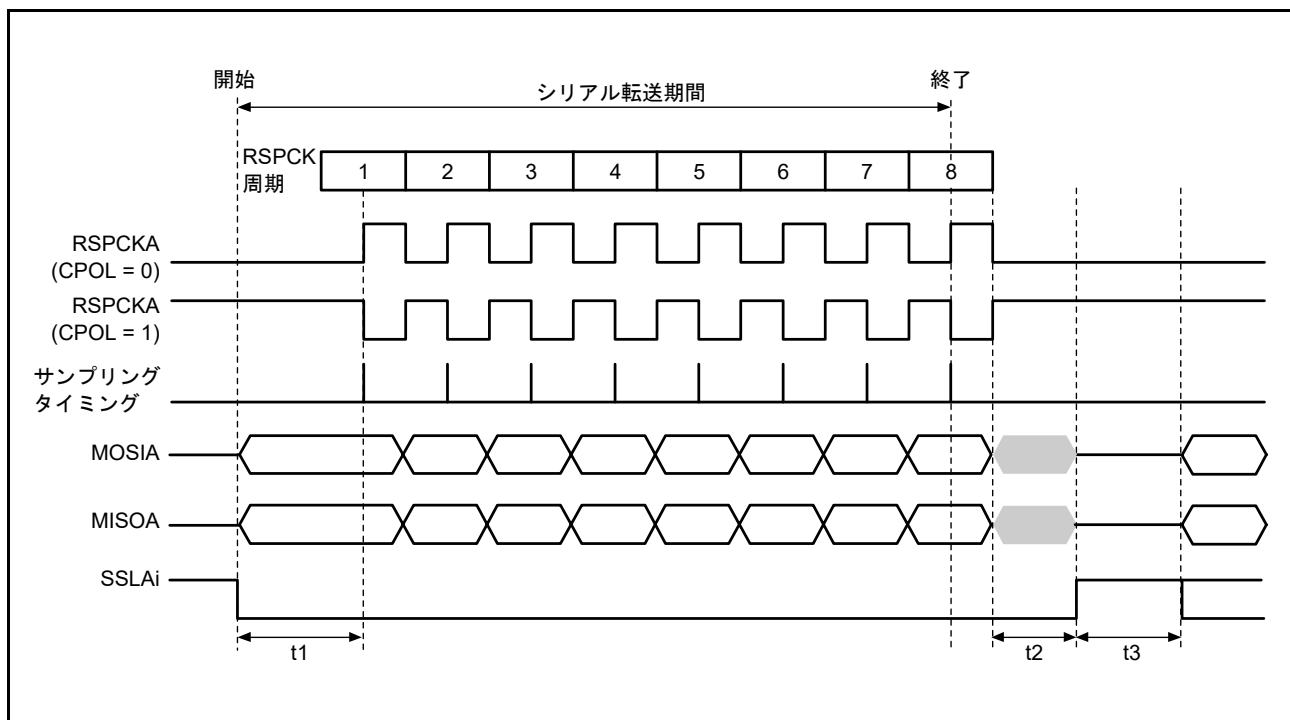 開始
終了
シリアル転送期間
RSPCK
周期
1 2 3 4 5 6 7 8
RSPCKA
(CPOL = 0)
RSPCKA
(CPOL = 1)
サンプリング
タイミング
MOSIA
MISOA
SSLAi
t1
t2
t3